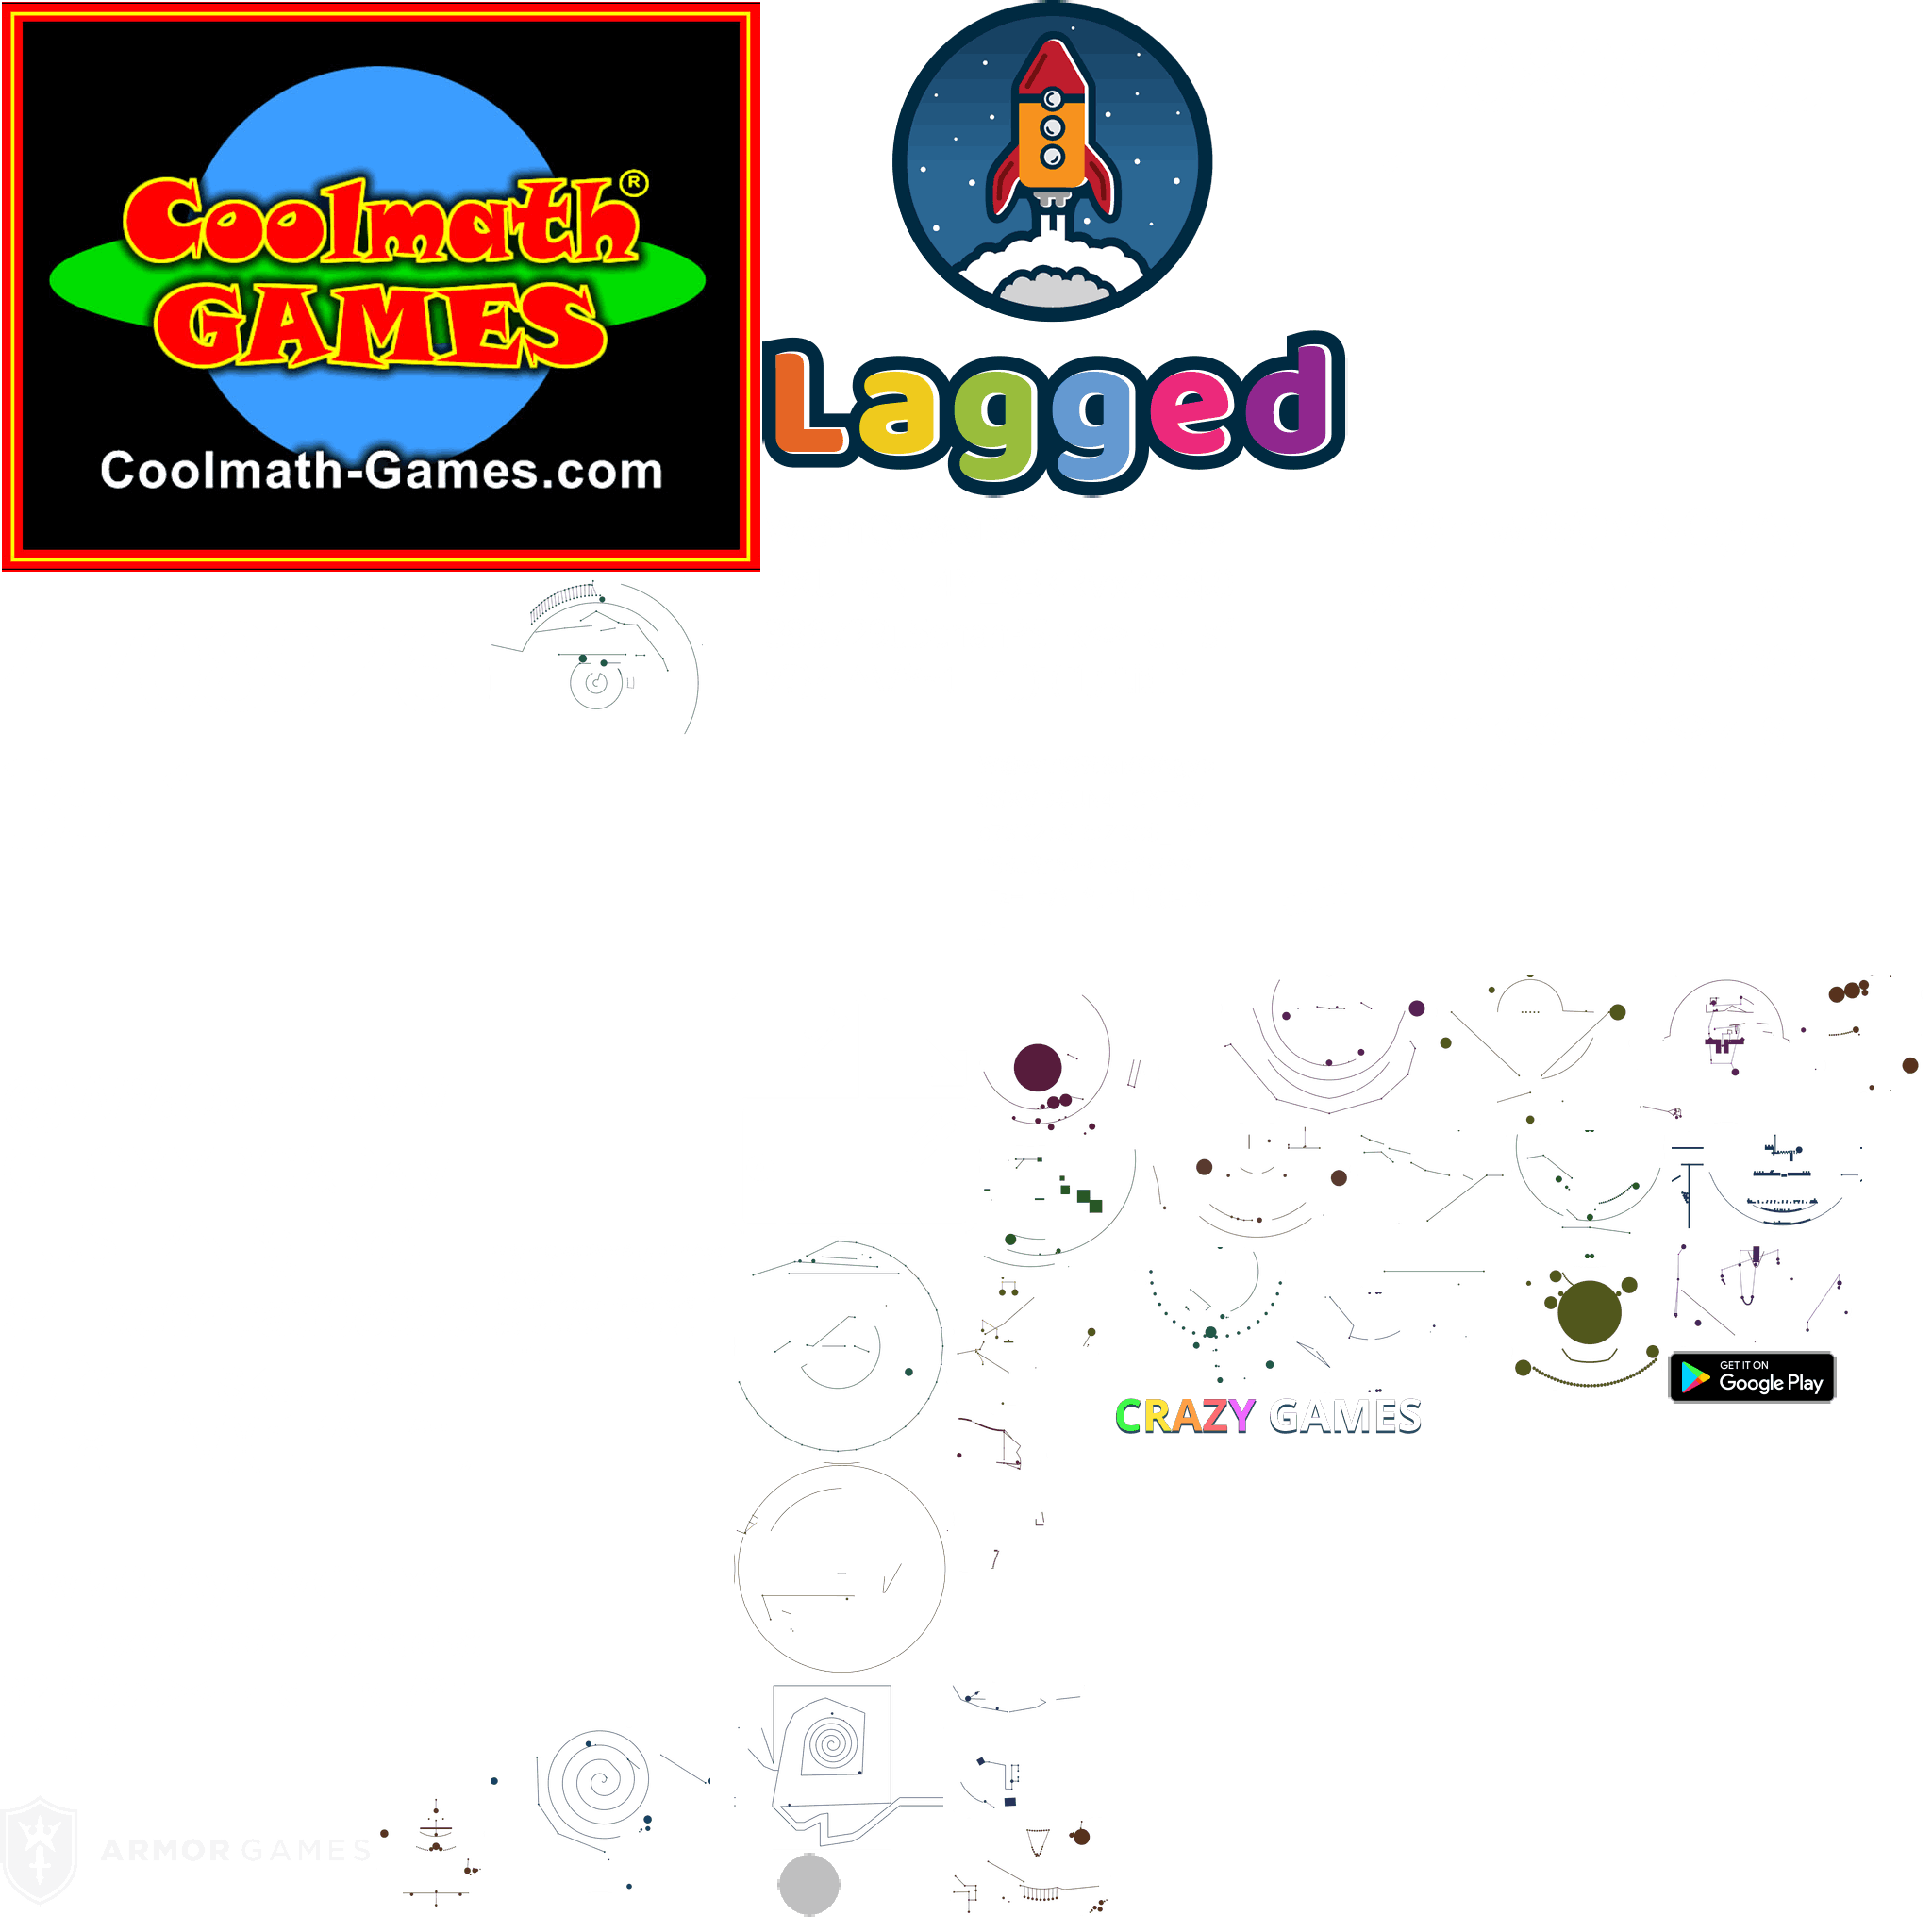 Coolmath®
GAMES
Coolmath-Games.com
Lagged
GET IT ON
Google Play
CRAZY GAMES
ARMOR GAMES